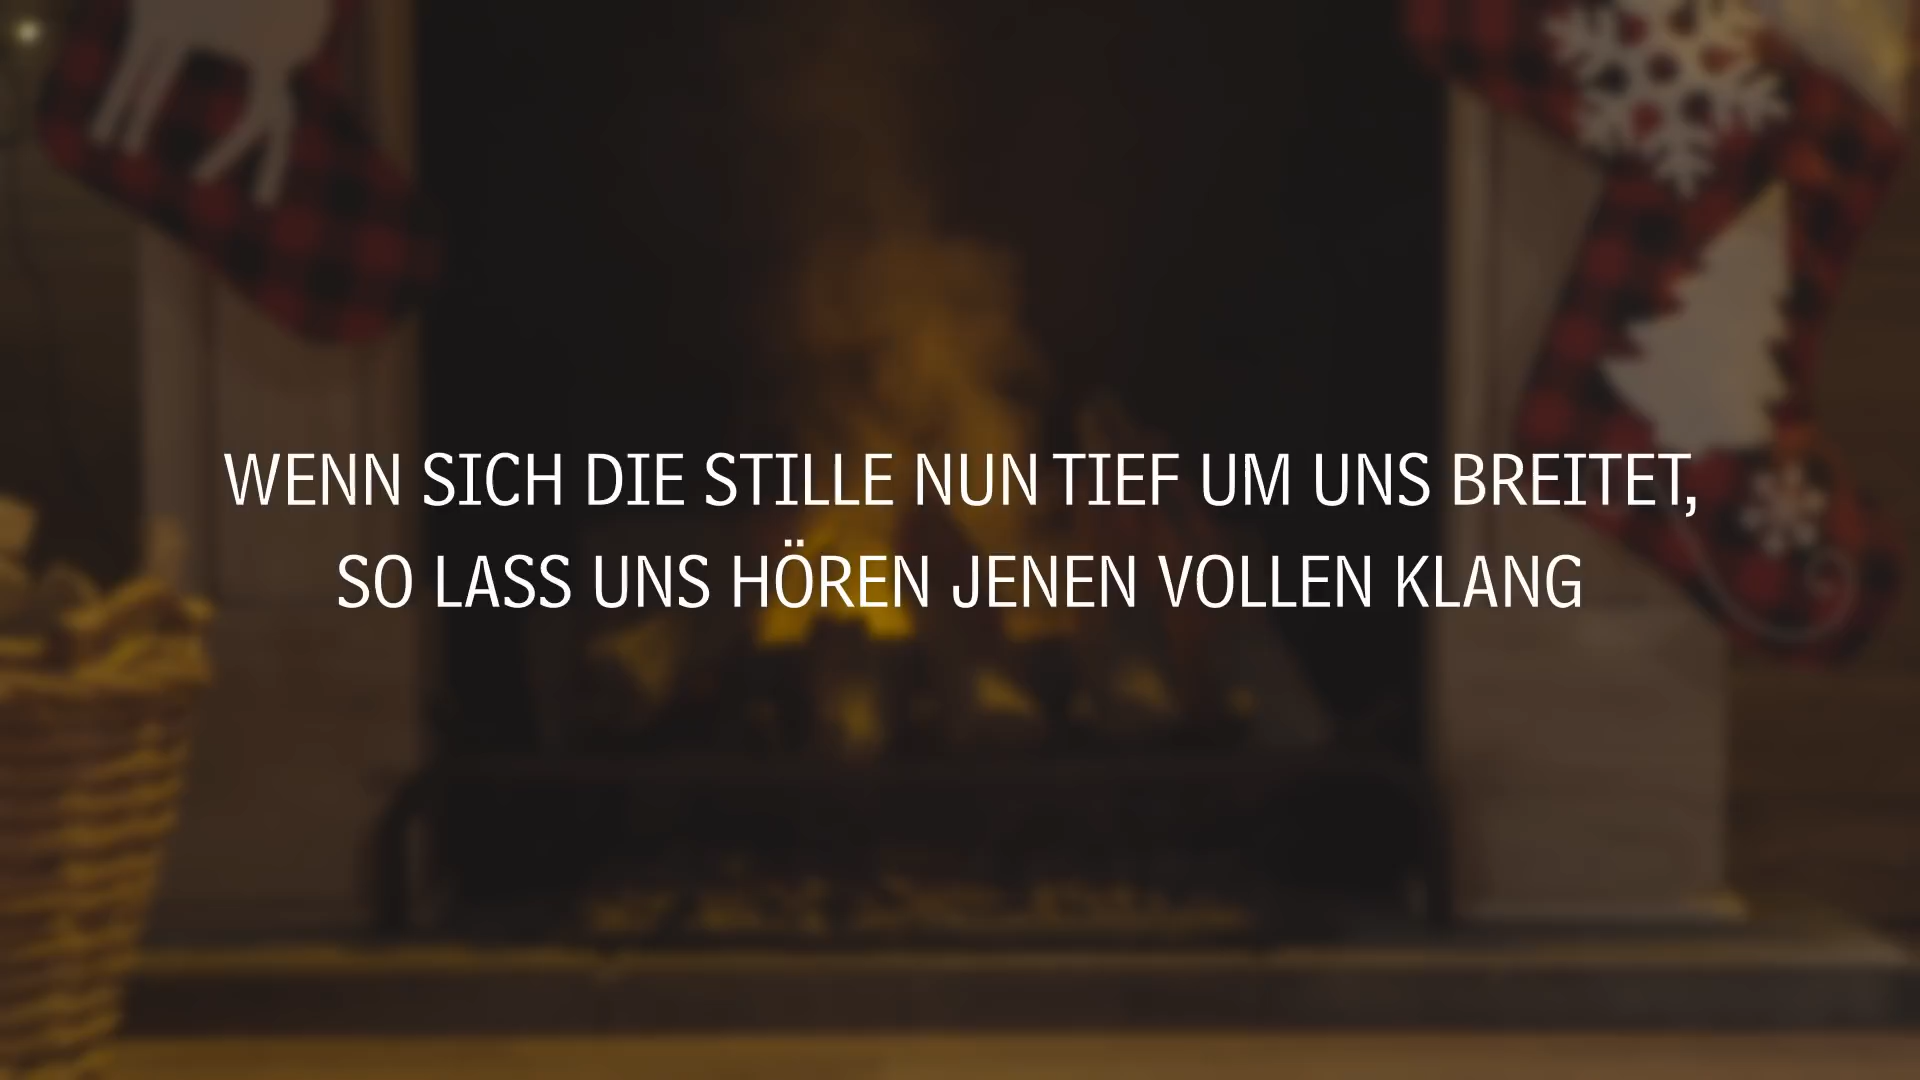 WENN SICH DIE STILLE NUN TIEF UM UNS BREITET,
SO LASS UNS HÖREN JENEN VOLLEN KLANG